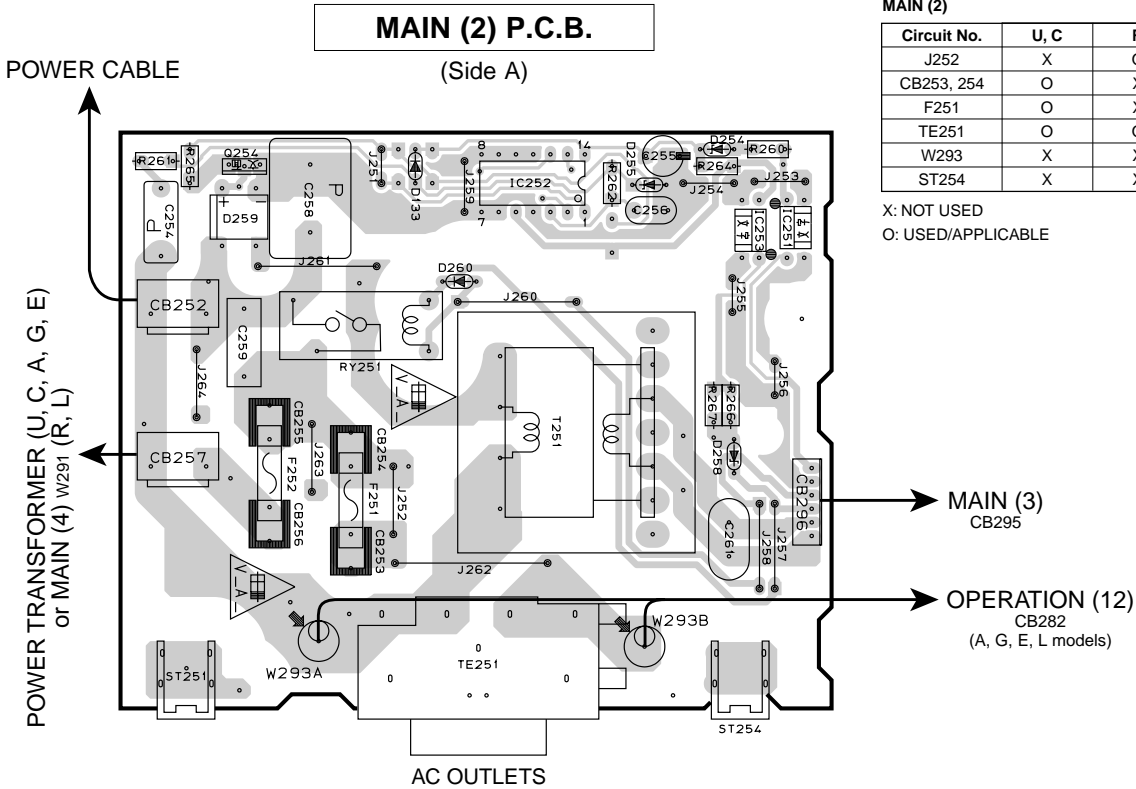 MAIN (2) P.C.B.
(Side A)
MAIN (2)
Circuit No. U, C
J252 X
CB253, 254 O
F251 O
TE251 O
W293 X X
ST254 X X
X: NOT USED
O: USED/APPLICABLE
POWER CABLE
POWER TRANSFORMER (U, C, A, G, E)
or MAIN (4) W291 (R, L)
R261
R265
Q254
C254
P
D259
+
−
C258
P
J251
D133
J259
8
14
IC252
7
1
R262
D255
C255
C256
D254
R264
R260
J254
J253
IC253
IC251
J261
D260
J260
CB252
C259
RY251
J255
J264
J256
V_A
CB255
F252
CB256
J263
CB254
F251
CB253
J252
T251
R267
R266
D258
CB257
CB296
C261
J258
J257
J262
V_A
MAIN (3)
CB295
OPERATION (12)
CB282
(A, G, E, L models)
W293A
W293B
ST251
TE251
ST254
AC OUTLETS